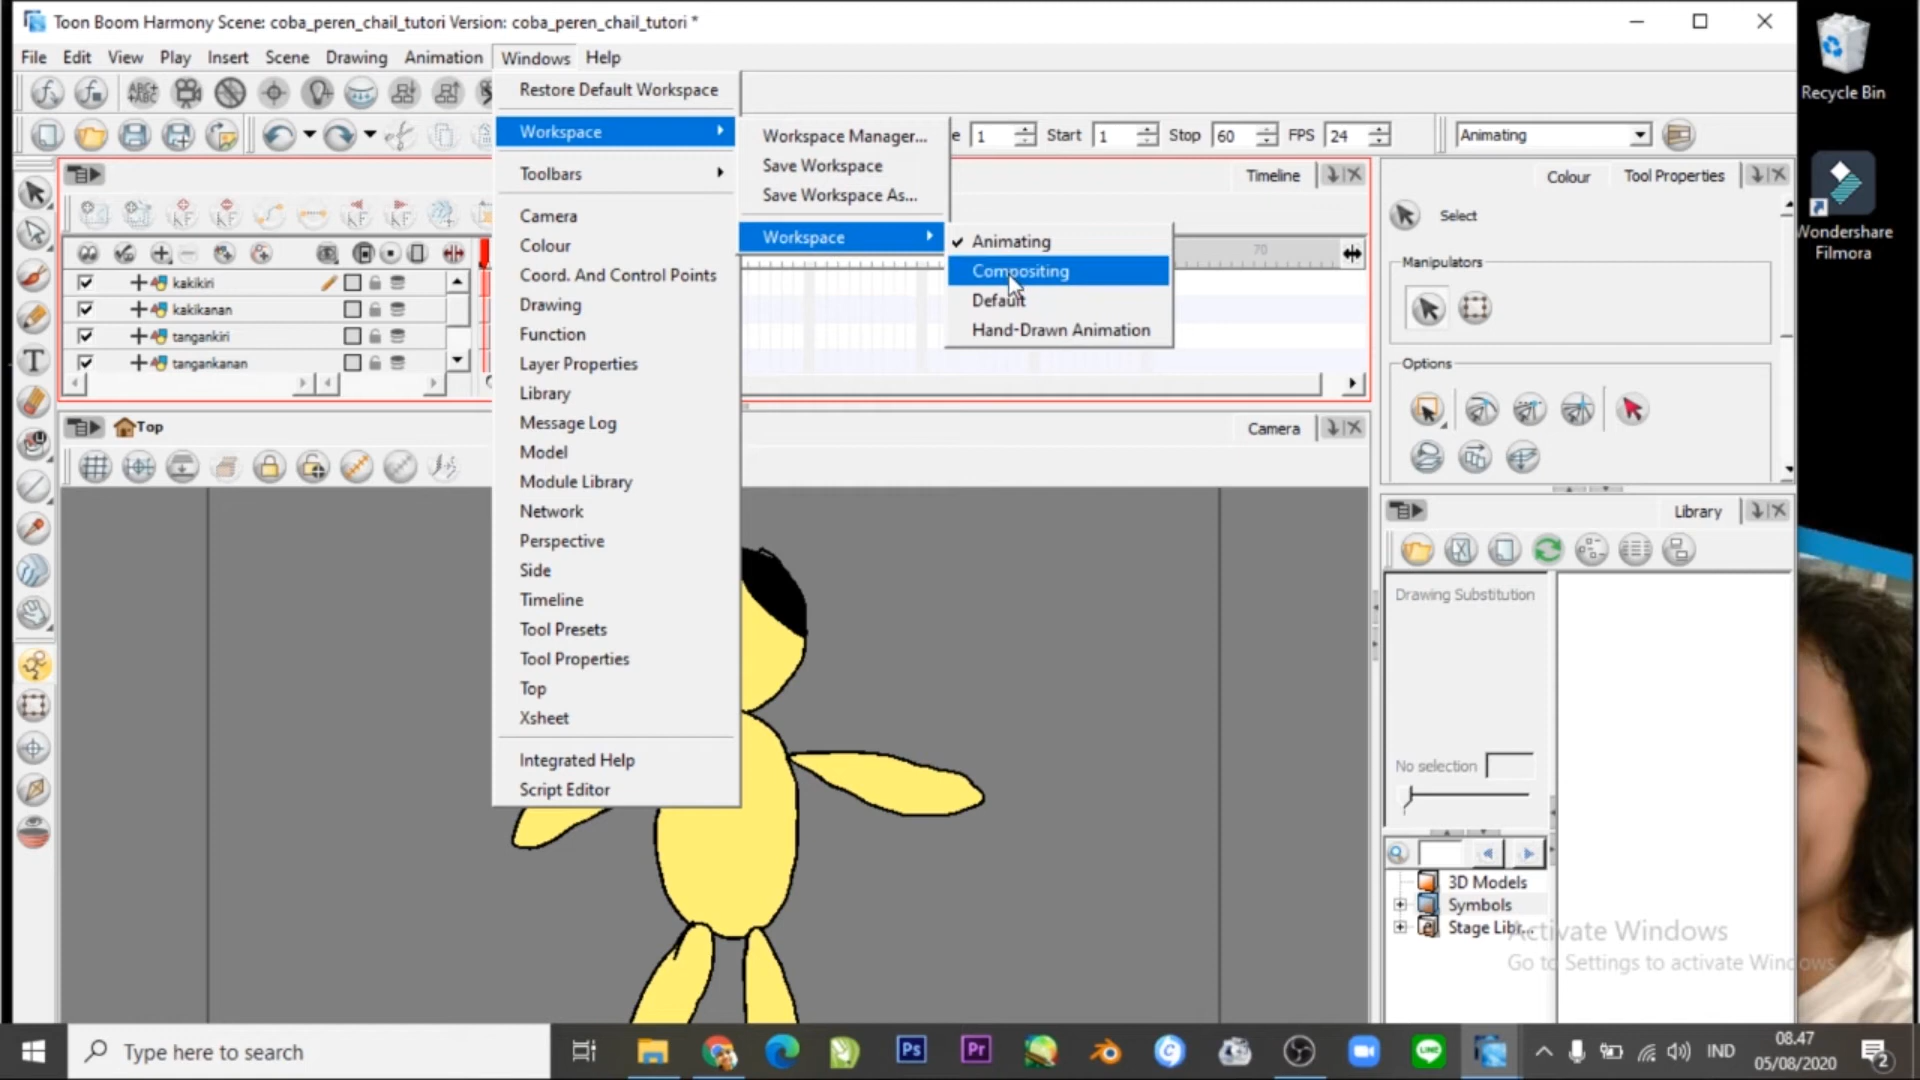 Toon Boom Harmony Scene: coba_peren_chail_tutori Version: coba_peren_chail_tutori *
File Edit View Play Insert Scene Drawing Animation Windows Help
Restore Default Workspace
Workspace
Toolbars
Camera
Colour
Coord. And Control Points
Drawing
Function
Layer Properties
Library
Message Log
Model
Module Library
Network
Perspective
Side
Timeline
Tool Presets
Tool Properties
Top
Xsheet
Integrated Help
Script Editor
Workspace Manager...
Save Workspace
Save Workspace As...
Workspace
Animating
Compositing
Default
Hand-Drawn Animation
e 1 Start 1 Stop 60 FPS 24
Animating
Timeline
70
kakikiri
kakikanan
tangankiri
tangankanan
Top
Camera
Colour Tool Properties
Select
Manipulators
Options
Library
Drawing Substitution
No selection
3D Models
Symbols
Stage Libr...
Activate Windows
Go to Settings to activate Windows
Recycle Bin
Wondershare
Filmora
Type here to search
Ps
Pr
LINE
IND
08.47
05/08/2020
2